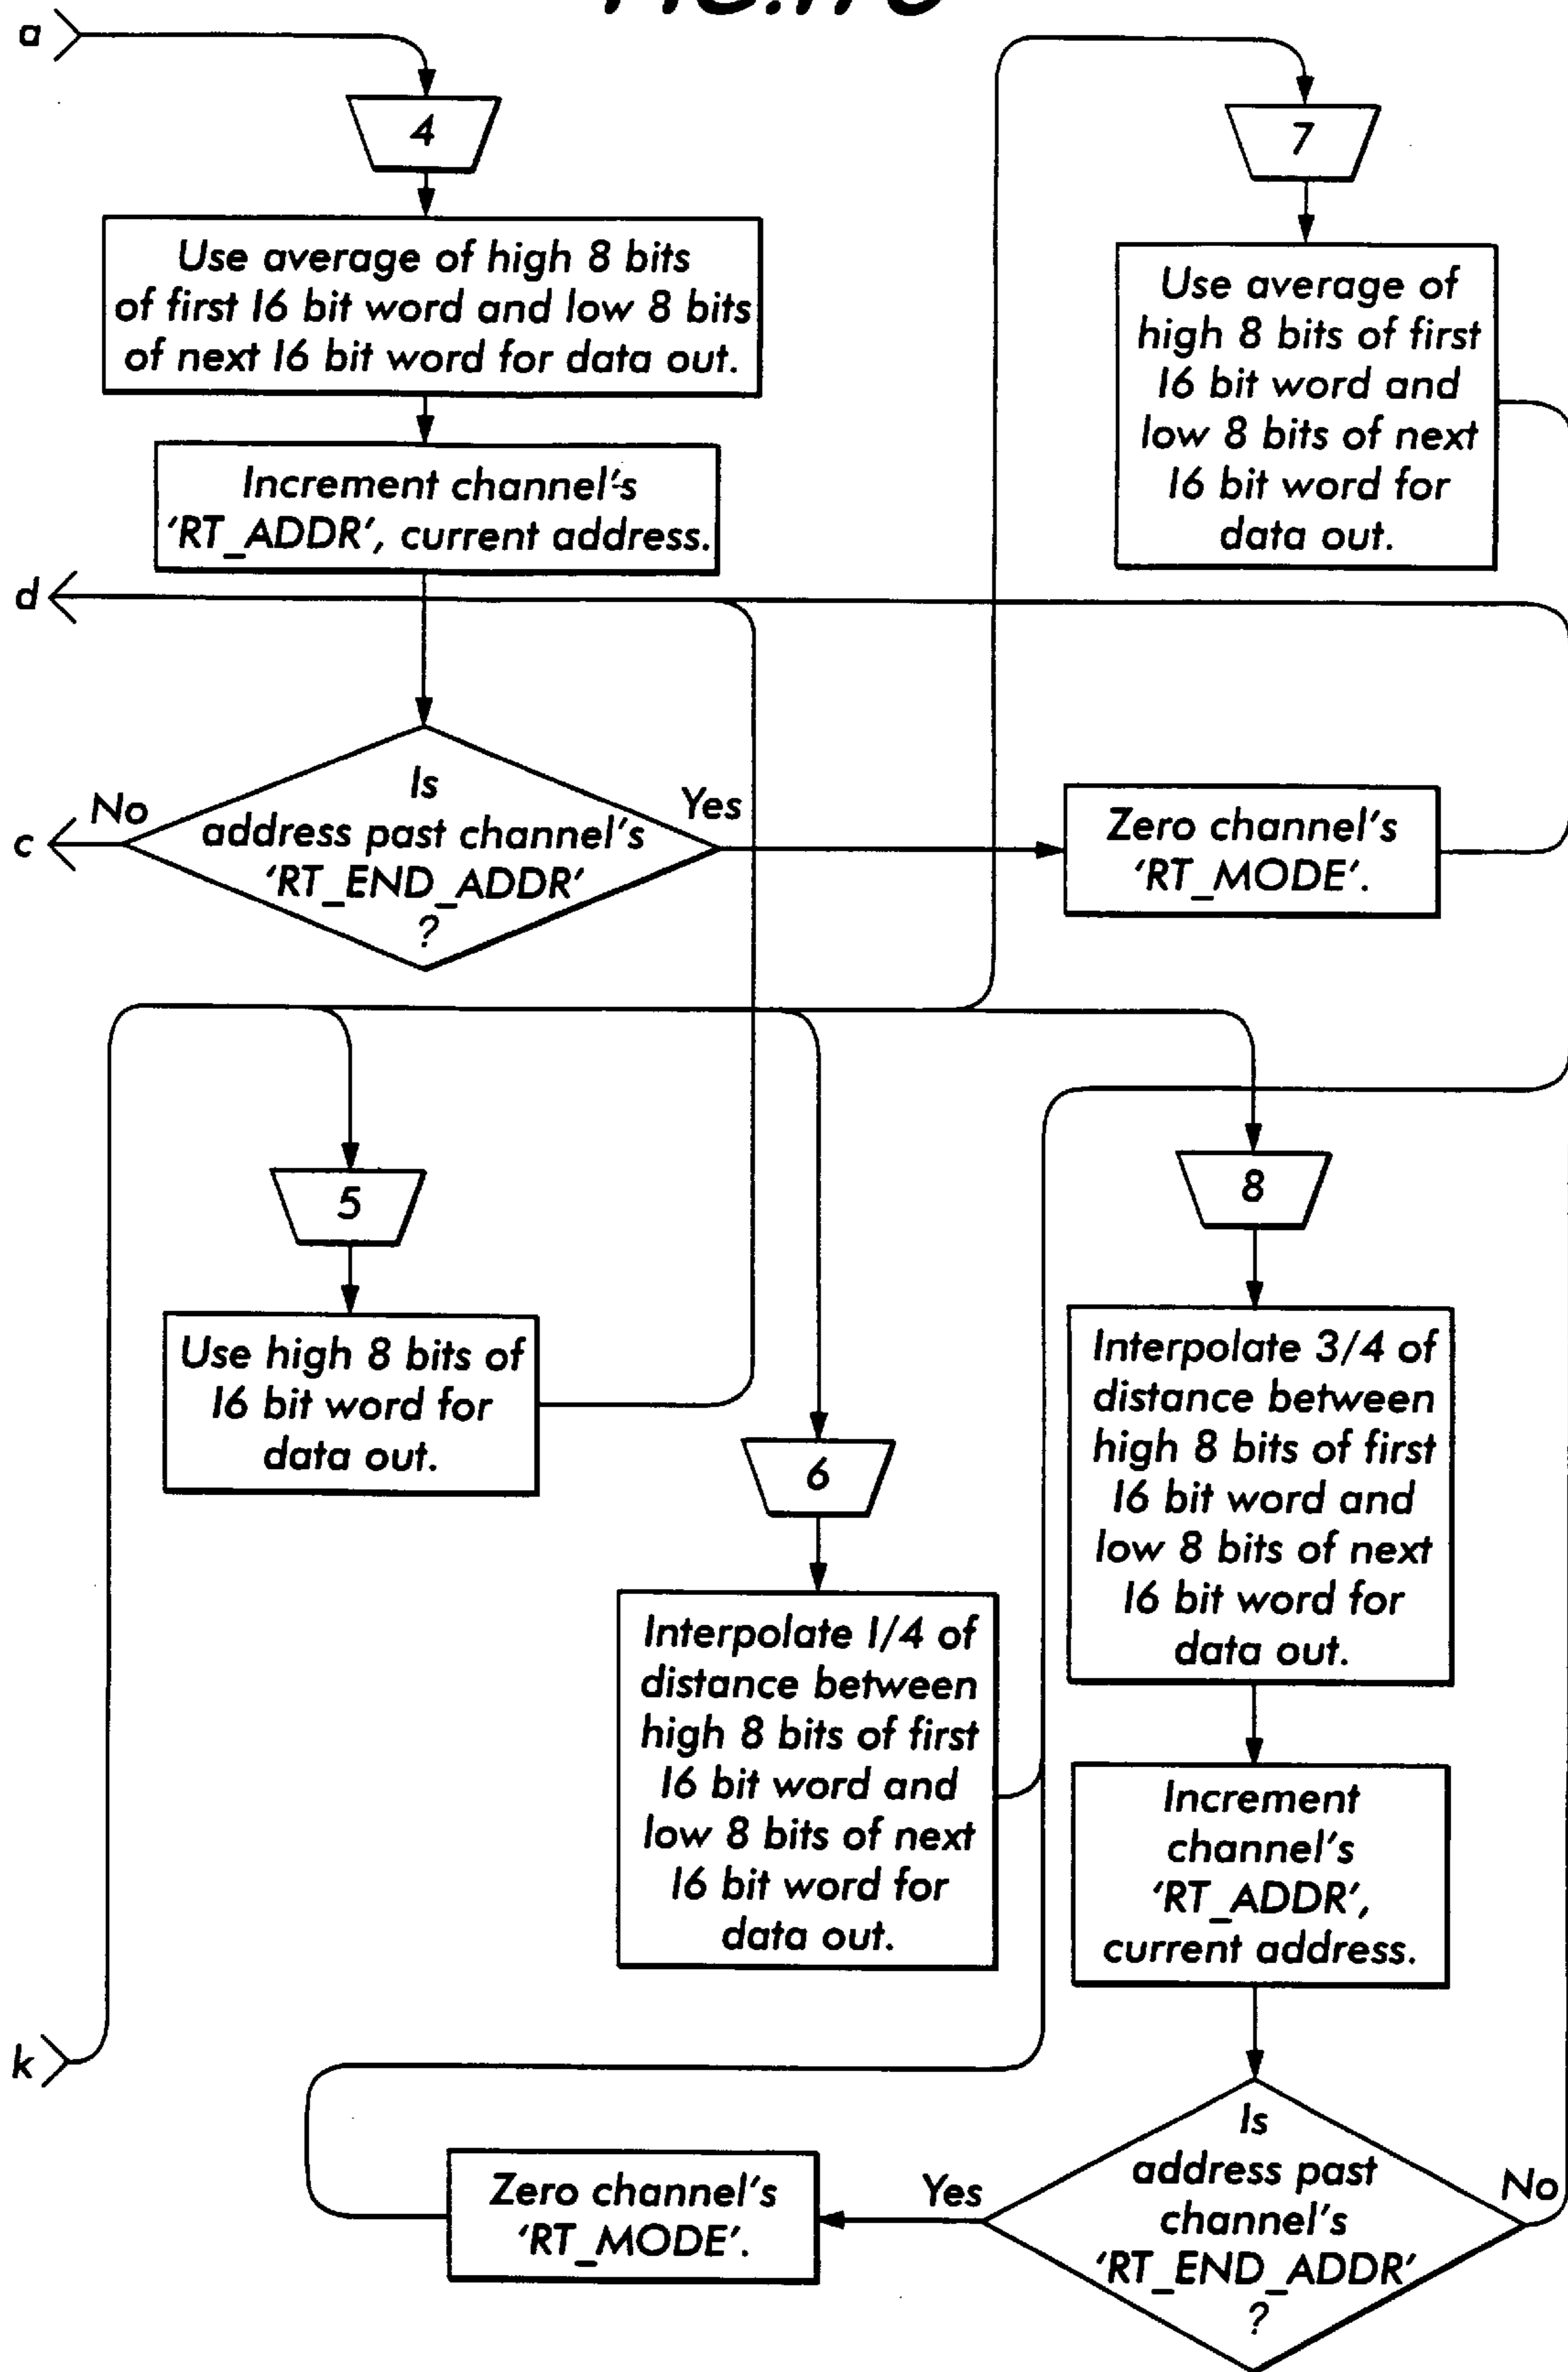 a
4
Use average of high 8 bits
of first 16 bit word and low 8 bits
of next 16 bit word for data out.
Increment channel's
'RT_ADDR', current address.
d
Is
address past channel's
'RT_END_ADDR'
?
No
c
Yes
Zero channel's
'RT_MODE'.
7
Use average of
high 8 bits of first
16 bit word and
low 8 bits of next
16 bit word for
data out.
5
Use high 8 bits of
16 bit word for
data out.
6
Interpolate 1/4 of
distance between
high 8 bits of first
16 bit word and
low 8 bits of next
16 bit word for
data out.
8
Interpolate 3/4 of
distance between
high 8 bits of first
16 bit word and
low 8 bits of next
16 bit word for
data out.
Increment
channel's
'RT_ADDR',
current address.
k
Is
address past
channel's
'RT_END_ADDR'
?
Yes
No
Zero channel's
'RT_MODE'.